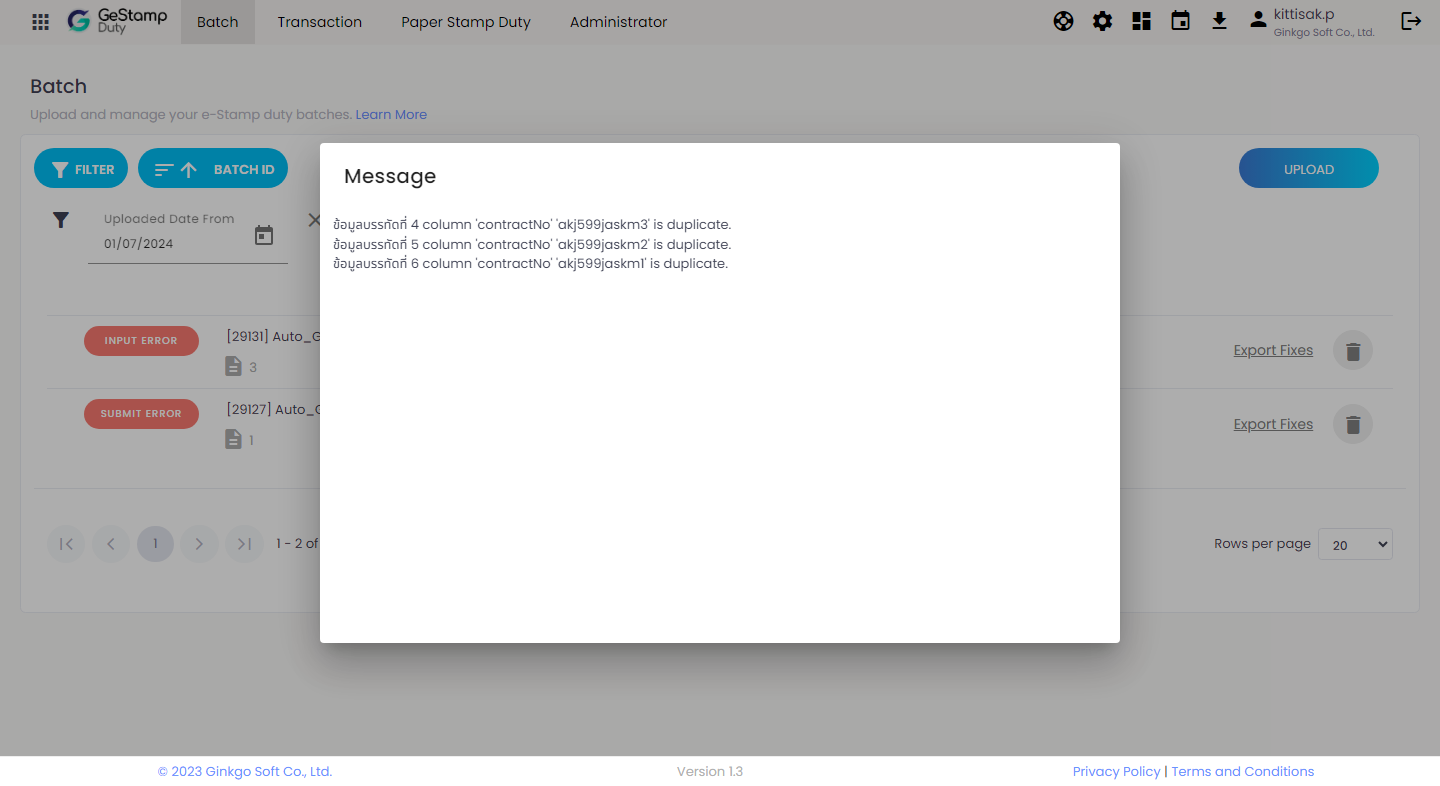 GeStamp
Duty
Batch
Transaction
Paper Stamp Duty
Administrator
kittisak.p
Ginkgo Soft Co., Ltd.
Batch
Upload and manage your e-Stamp duty batches. Learn More
FILTER
BATCH ID
UPLOAD
Uploaded Date From
01/07/2024
Message
ข้อมูลบรรทัดที่ 4 column 'contractNo' 'akj599jaskm3' is duplicate.
ข้อมูลบรรทัดที่ 5 column 'contractNo' 'akj599jaskm2' is duplicate.
ข้อมูลบรรทัดที่ 6 column 'contractNo' 'akj599jaskm1' is duplicate.
INPUT ERROR
[29131] Auto_G
3
Export Fixes
SUBMIT ERROR
[29127] Auto_G
1
Export Fixes
1
1 - 2 of
Rows per page
20
© 2023 Ginkgo Soft Co., Ltd.
Version 1.3
Privacy Policy | Terms and Conditions